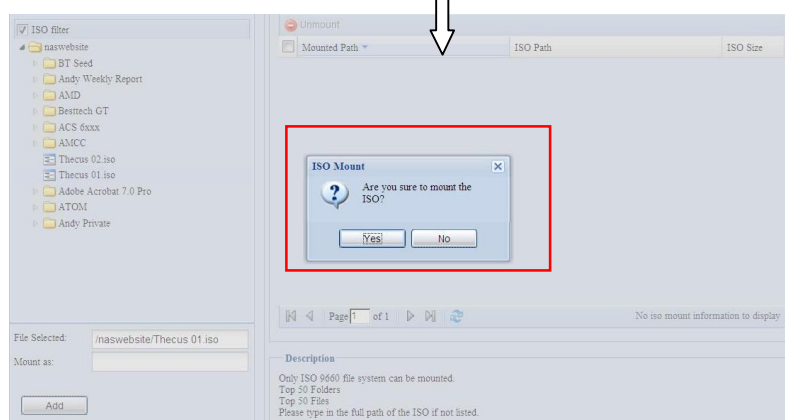 ISO filter
naswebsite
BT Seed
Andy Weekly Report
AMD
Besttech GT
ACS 6xxx
AMCC
Thecus 02.iso
Thecus 01.iso
Adobe Acrobat 7.0 Pro
ATOM
Andy Private
File Selected: /naswebsite/Thecus 01.iso
Mount as:
Add
Unmount
Mounted Path ISO Path ISO Size
ISO Mount
Are you sure to mount the
ISO?
Yes No
Page 1 of 1 No iso mount information to display
Description
Only ISO 9660 file system can be mounted.
Top 50 Folders
Top 50 Files
Please type in the full path of the ISO if not listed.